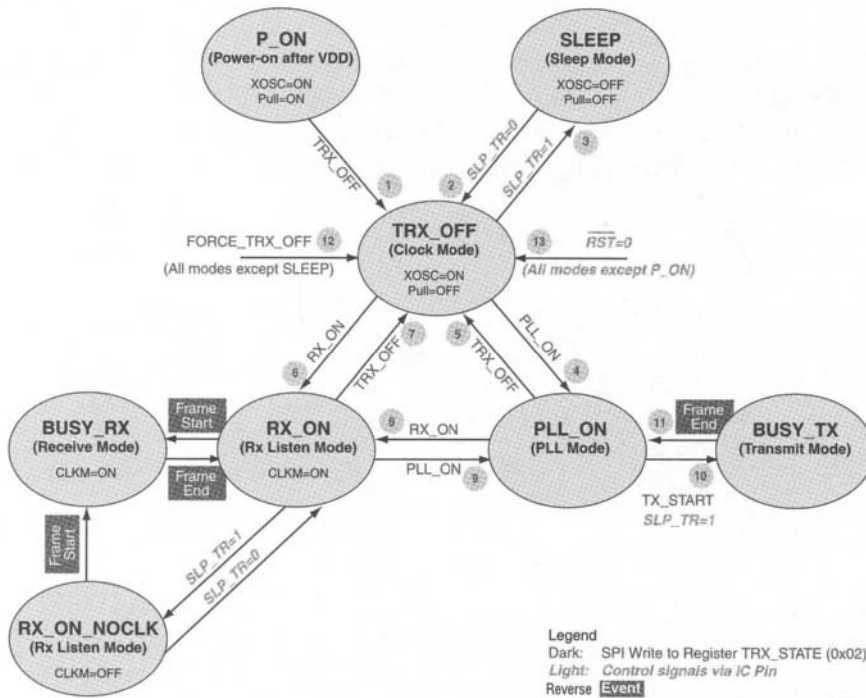 P_ON
(Power-on after VDD)
XOSC=ON
Pull=ON
SLEEP
(Sleep Mode)
XOSC=OFF
Pull=OFF
TRX_OFF
1
2
SLP_TR=0
SLP_TR=1
3
FORCE_TRX_OFF
12
(All modes except SLEEP)
TRX_OFF
(Clock Mode)
XOSC=ON
Pull=OFF
13
RST=0
(All modes except P_ON)
6
RX_ON
TRX_OFF
7
5
TRX_OFF
PLL_ON
4
BUSY_RX
(Receive Mode)
CLKM=ON
Frame
Start
Frame
End
RX_ON
(Rx Listen Mode)
CLKM=ON
8
RX_ON
PLL_ON
9
PLL_ON
(PLL Mode)
11
Frame
End
10
TX_START
SLP_TR=1
BUSY_TX
(Transmit Mode)
Frame
Start
SLP_TR=1
SLP_TR=0
RX_ON_NOCLK
(Rx Listen Mode)
CLKM=OFF
Legend
Dark: SPI Write to Register TRX_STATE (0x02)
Light: Control signals via IC Pin
Reverse Event